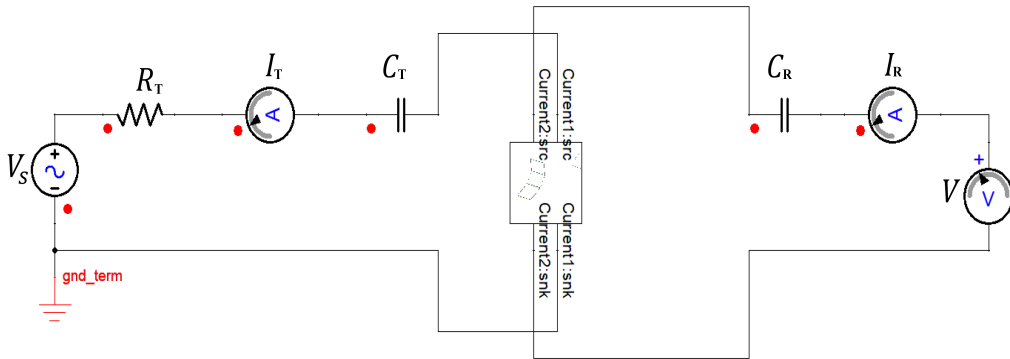 R_T
I_T
C_T
C_R
I_R
A
A
V_S
+
V
+
V
Current2:src
Current1:src
Current2:snk
Current1:snk
gnd_term